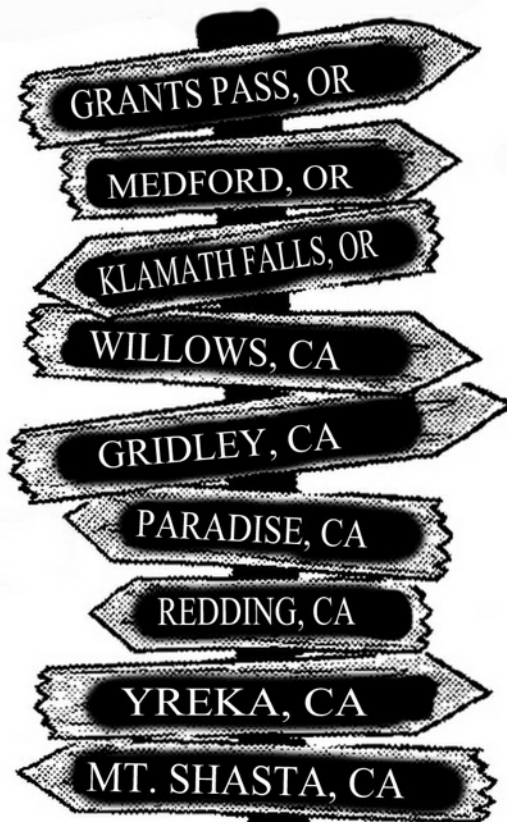 GRANTS PASS, OR
MEDFORD, OR
KLAMATH FALLS, OR
WILLOWS, CA
GRIDLEY, CA
PARADISE, CA
REDDING, CA
YREKA, CA
MT. SHASTA, CA